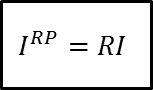 I^{RP} = RI